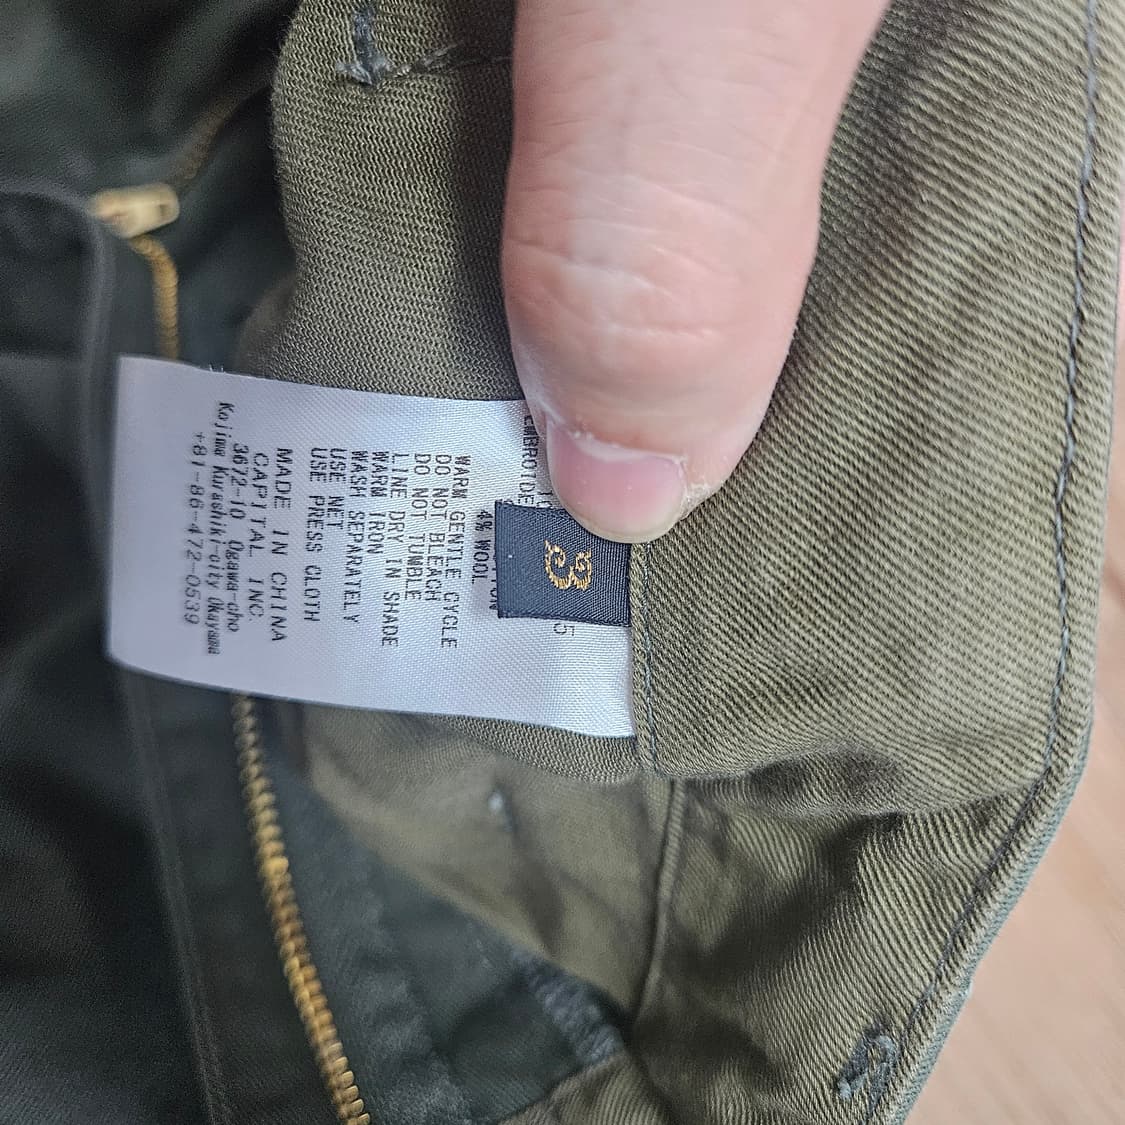 3
5
EMBROIDE
4% WOOL
WARM GENTLE CYCLE
DO NOT BLEACH
DO NOT TUMBLE
LINE DRY IN SHADE
WARM IRON
WASH SEPARATELY
USE NET
USE PRESS CLOTH
MADE IN CHINA
CAPITAL INC.
3672-10 Ogawa-cho
Kojima Kurashiki-city Okayama
+81-86-472-0539